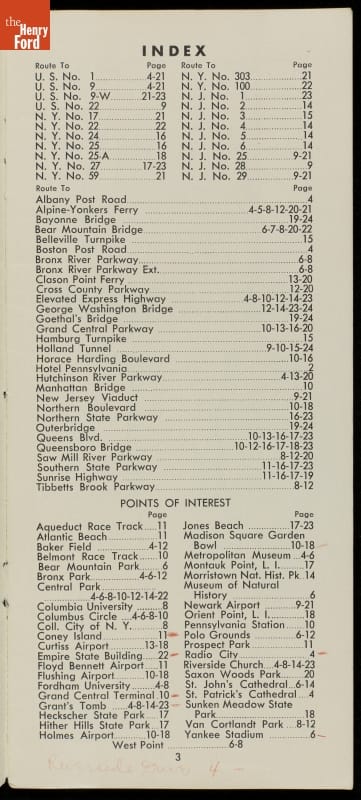 the
Henry
Ford
INDEX
Route To Page
U. S. No. 1 4-21
U. S. No. 9 4-21
U. S. No. 9-W 21-23
U. S. No. 22 9
N. Y. No. 17 21
N. Y. No. 22 22
N. Y. No. 24 16
N. Y. No. 25 16
N. Y. No. 25-A 18
N. Y. No. 27 17-23
N. Y. No. 59 21
Route To Page
N. Y. No. 303 21
N. Y. No. 100 22
N. J. No. 1 23
N. J. No. 2 14
N. J. No. 3 15
N. J. No. 4 14
N. J. No. 5 14
N. J. No. 6 14
N. J. No. 25 9-21
N. J. No. 28 9
N. J. No. 29 9-21
Route To Page
Albany Post Road 4
Alpine-Yonkers Ferry 4-5-8-12-20-21
Bayonne Bridge 19-24
Bear Mountain Bridge 6-7-8-20-22
Belleville Turnpike 15
Boston Post Road 4
Bronx River Parkway 6-8
Bronx River Parkway Ext. 6-8
Clason Point Ferry 13-20
Cross County Parkway 12-20
Elevated Express Highway 4-8-10-12-14-23
George Washington Bridge 12-14-23-24
Goethal's Bridge 19-24
Grand Central Parkway 10-13-16-20
Hamburg Turnpike 15
Holland Tunnel 9-10-15-24
Horace Harding Boulevard 10-16
Hotel Pennsylvania 2
Hutchinson River Parkway 4-13-20
Manhattan Bridge 10
New Jersey Viaduct 9-21
Northern Boulevard 10-18
Northern State Parkway 16-23
Outerbridge 19-24
Queens Blvd. 10-13-16-17-23
Queensboro Bridge 10-12-16-17-18-23
Saw Mill River Parkway 8-12-20
Southern State Parkway 11-16-17-23
Sunrise Highway 11-16-17-19
Tibbetts Brook Parkway 8-12
POINTS OF INTEREST
Page
Aqueduct Race Track 11
Atlantic Beach 11
Baker Field 4-12
Belmont Race Track 10
Bear Mountain Park 6
Bronx Park 4-6-12
Central Park
4-6-8-10-12-14-22
Columbia University 8
Columbus Circle 4-6-8-10
Coll. City of N. Y. 8
Coney Island 11
Curtiss Airport 13-18
Empire State Building 22
Floyd Bennett Airport 11
Flushing Airport 10-18
Fordham University 4-8
Grand Central Terminal 10
Grant's Tomb 4-8-14-23
Heckscher State Park 17
Hither Hills State Park 17
Holmes Airport 10-18
Page
Jones Beach 17-23
Madison Square Garden
Bowl 10-18
Metropolitan Museum 4-6
Montauk Point, L. I. 17
Morristown Nat. Hist. Pk. 14
Museum of Natural
History 6
Newark Airport 9-21
Orient Point, L. I. 18
Pennsylvania Station 10
Polo Grounds 6-12
Prospect Park 11
Radio City 4
Riverside Church 4-8-14-23
Saxon Woods Park 20
St. John's Cathedral 6-14
St. Patrick's Cathedral 4
Sunken Meadow State
Park 18
Van Cortlandt Park 8-12
Yankee Stadium 6
West Point 6-8
3
Riverside Drive 4 -